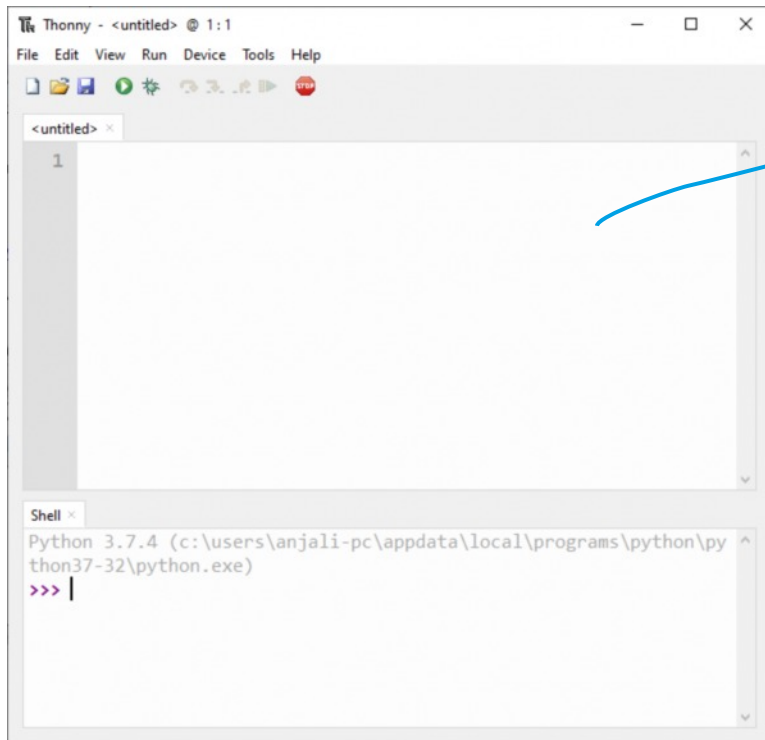 Thonny - <untitled> @ 1:1
File Edit View Run Device Tools Help
STOP
<untitled>
1
Shell
Python 3.7.4 (c:\users\anjali-pc\appdata\local\programs\python\py
thon37-32\python.exe)
>>>